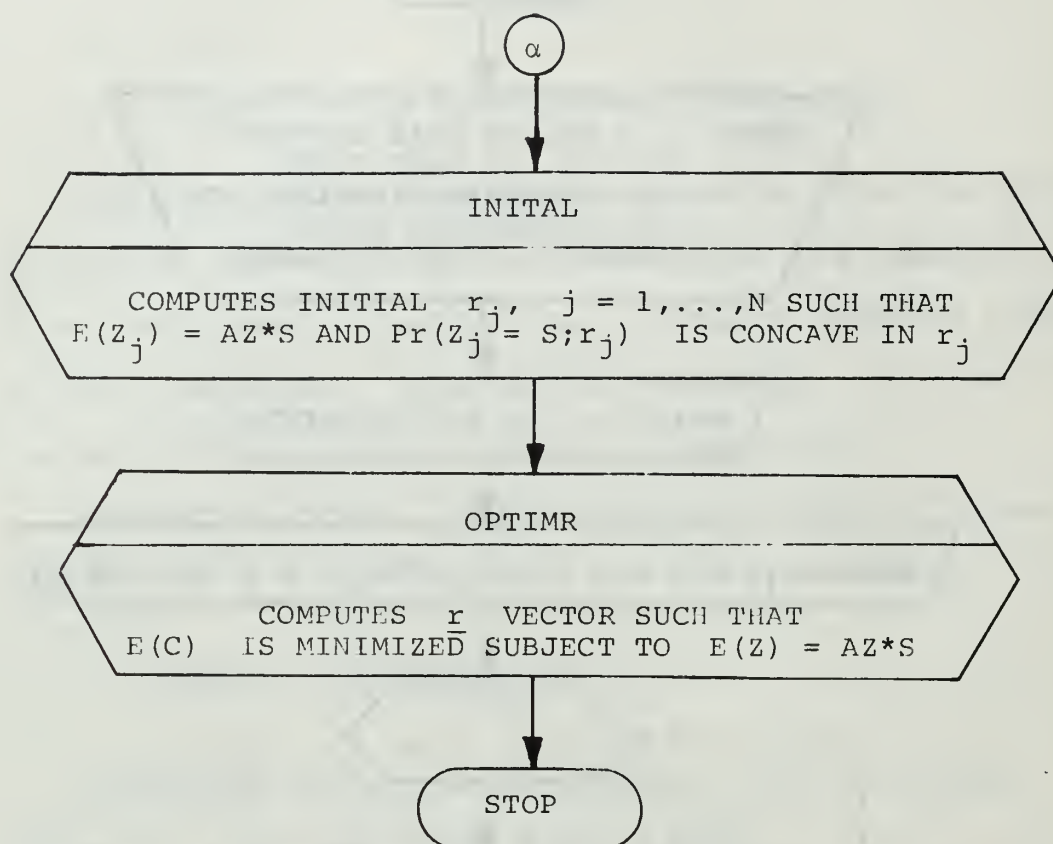 α
INITAL
COMPUTES INITIAL r_j, j = 1,...,N SUCH THAT
E(Z_j) = AZ*S AND Pr(Z_j = S;r_j) IS CONCAVE IN r_j
OPTIMR
COMPUTES r VECTOR SUCH THAT
E(C) IS MINIMIZED SUBJECT TO E(Z) = AZ*S
STOP